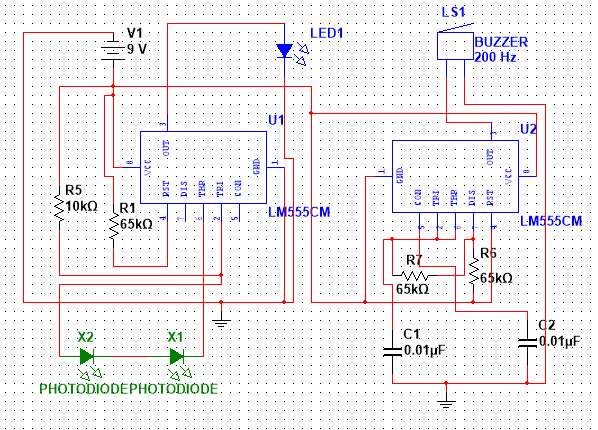 LS1
V1
9 V
LED1
BUZZER
200 Hz
U1
U2
3
OUT
3
OUT
8
VCC
GND
1
1
GND
VCC
8
RST
DIS
THR
TRI
CON
CON
TRI
THR
DIS
RST
LM555CM
LM555CM
4
7
6
2
5
5
2
6
7
4
R5
10kΩ
R1
65kΩ
R7
65kΩ
R6
65kΩ
X2
X1
PHOTODIODE
PHOTODIODE
C1
0.01µF
C2
0.01µF